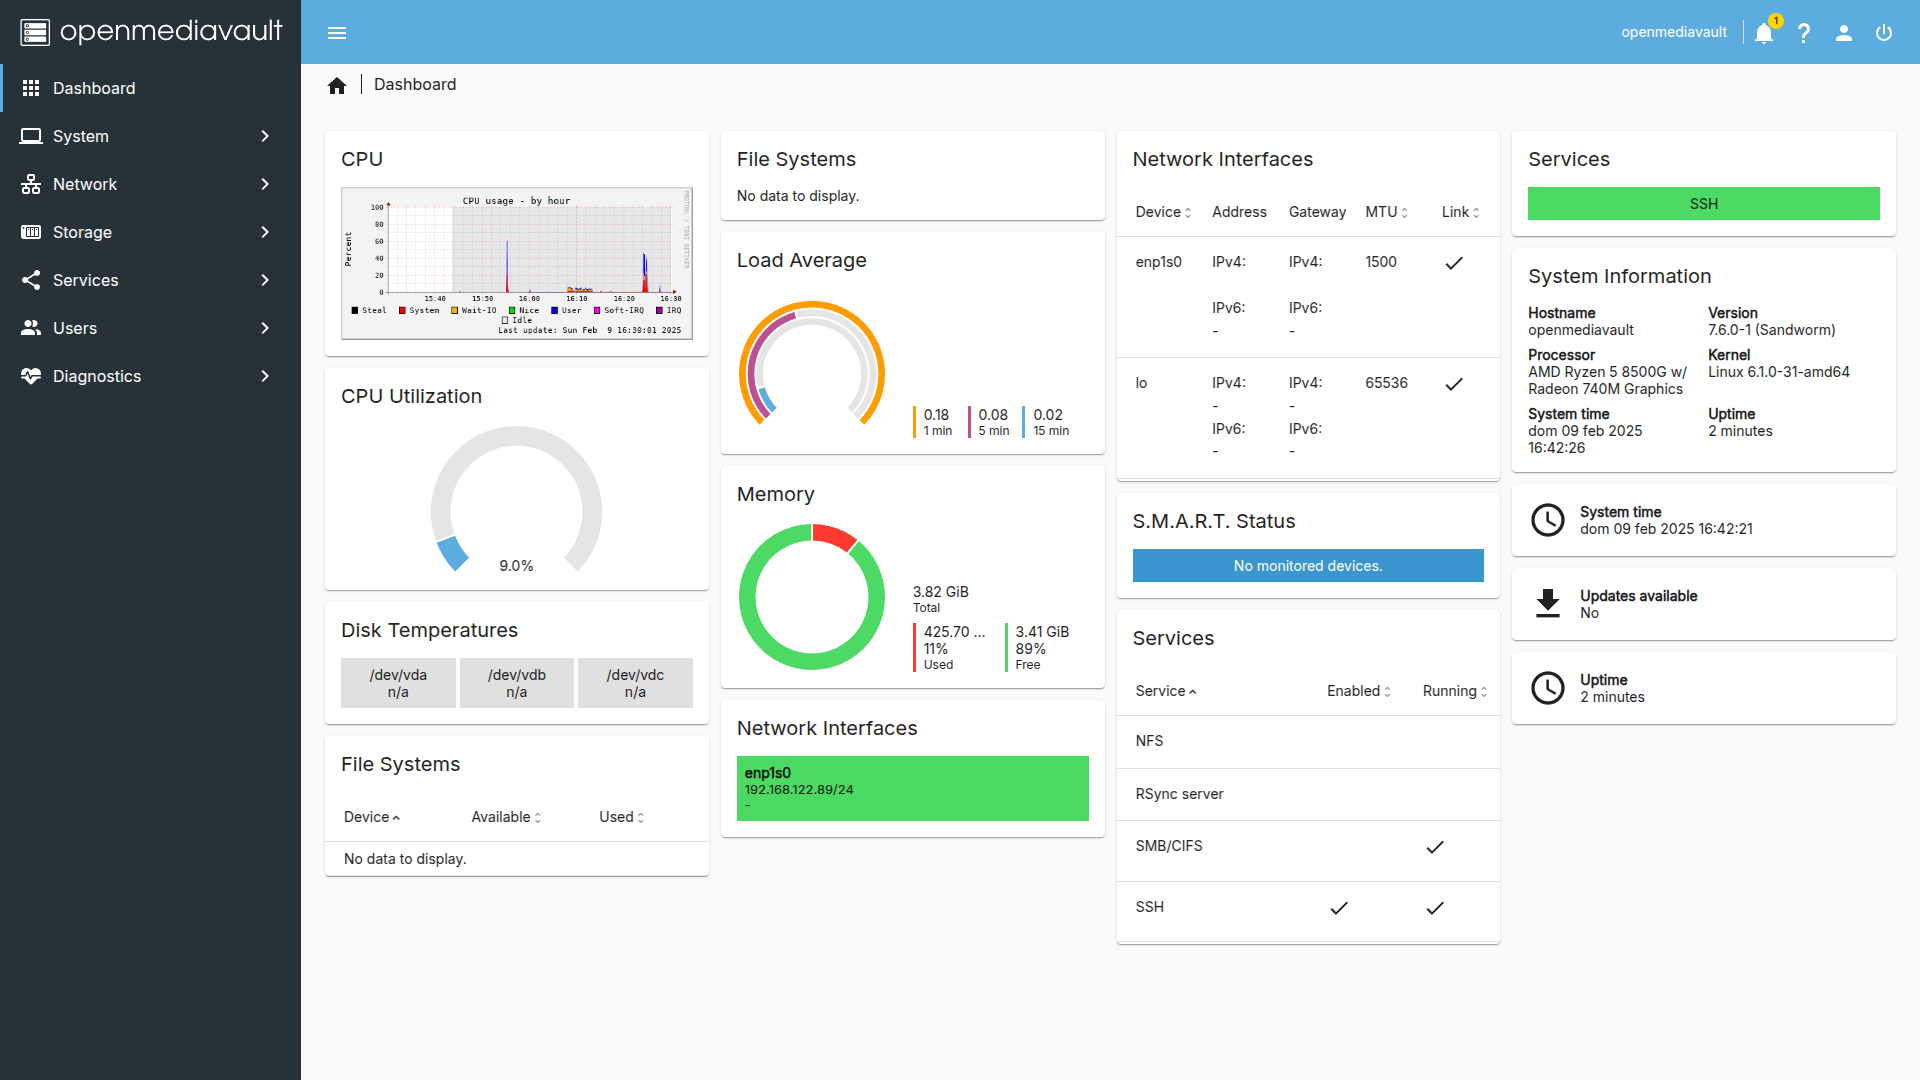 openmediavault
openmediavault
1
Dashboard
System
Network
Storage
Services
Users
Diagnostics
Dashboard
CPU
CPU usage - by hour
Percent
100
80
60
40
20
0
15:40 15:50 16:00 16:10 16:20 16:30
Steal System Wait-IO Nice User Soft-IRQ IRQ
Idle
Last update: Sun Feb 9 16:30:01 2025
RRDTOOL / TOBI OETIKER
CPU Utilization
9.0%
Disk Temperatures
/dev/vda
n/a
/dev/vdb
n/a
/dev/vdc
n/a
File Systems
Device Available Used
No data to display.
File Systems
No data to display.
Load Average
0.18
1 min
0.08
5 min
0.02
15 min
Memory
3.82 GiB
Total
425.70 ...
11%
Used
3.41 GiB
89%
Free
Network Interfaces
enp1s0
192.168.122.89/24
-
Network Interfaces
Device Address Gateway MTU Link
enp1s0 IPv4: IPv4: 1500
IPv6: IPv6:
- -
lo IPv4: IPv4: 65536
- -
IPv6: IPv6:
- -
S.M.A.R.T. Status
No monitored devices.
Services
Service Enabled Running
NFS
RSync server
SMB/CIFS
SSH
Services
SSH
System Information
Hostname
openmediavault
Version
7.6.0-1 (Sandworm)
Processor
AMD Ryzen 5 8500G w/
Radeon 740M Graphics
Kernel
Linux 6.1.0-31-amd64
System time
dom 09 feb 2025
16:42:26
Uptime
2 minutes
System time
dom 09 feb 2025 16:42:21
Updates available
No
Uptime
2 minutes